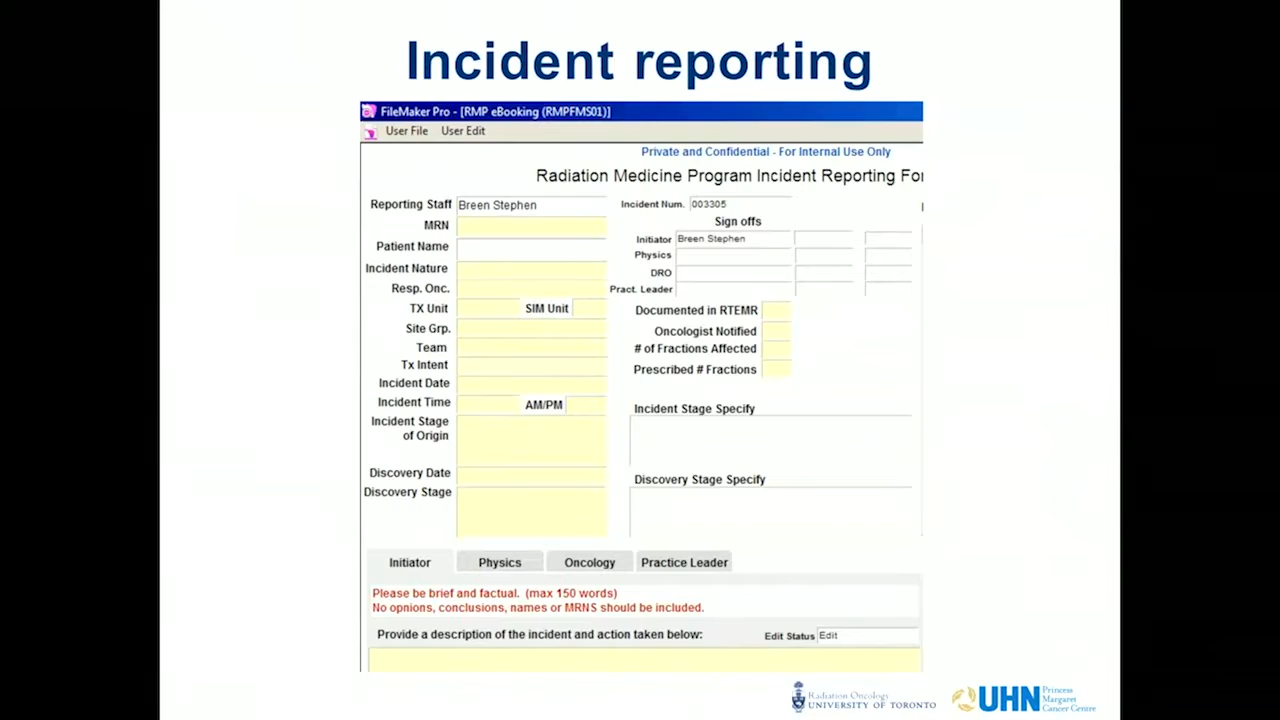 Incident reporting
FileMaker Pro - [RMP eBooking (RMPFMS01)]
User File User Edit
Private and Confidential - For Internal Use Only
Radiation Medicine Program Incident Reporting For
Reporting Staff Breen Stephen
Incident Num. 003305
MRN
Sign offs
Patient Name
Initiator Breen Stephen
Physics
Incident Nature
DRO
Resp. Onc.
Pract. Leader
TX Unit SIM Unit
Documented in RTEMR
Site Grp.
Oncologist Notified
Team
# of Fractions Affected
Tx Intent
Prescribed # Fractions
Incident Date
Incident Time AM/PM
Incident Stage Specify
Incident Stage
of Origin
Discovery Date
Discovery Stage Specify
Discovery Stage
Initiator Physics Oncology Practice Leader
Please be brief and factual. (max 150 words)
No opnions, conclusions, names or MRNS should be included.
Provide a description of the incident and action taken below:
Edit Status Edit
Radiation Oncology
UNIVERSITY OF TORONTO
UHN
Princess
Margaret
Cancer Centre